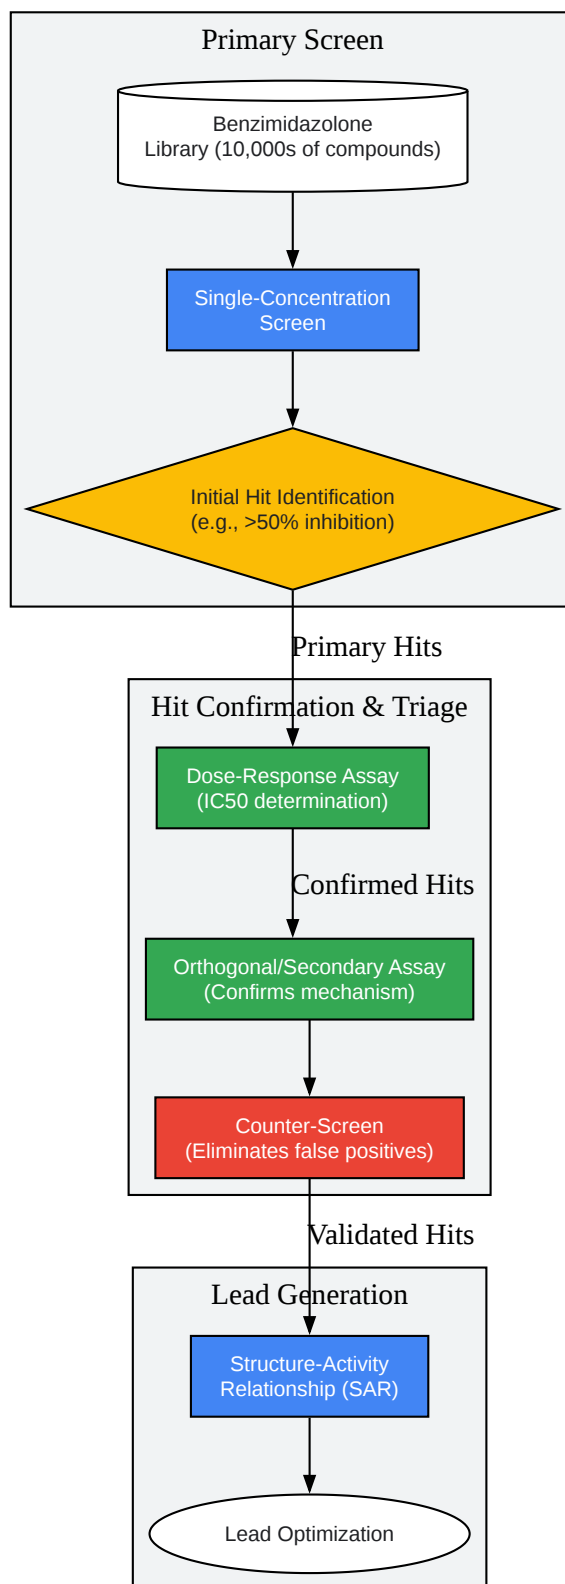 Primary Screen
Benzimidazolone
Library (10,000s of compounds)
Single-Concentration
Screen
Initial Hit Identification
(e.g., >50% inhibition)
Primary Hits
Hit Confirmation & Triage
Dose-Response Assay
(IC50 determination)
Confirmed Hits
Orthogonal/Secondary Assay
(Confirms mechanism)
Counter-Screen
(Eliminates false positives)
Validated Hits
Lead Generation
Structure-Activity
Relationship (SAR)
Lead Optimization